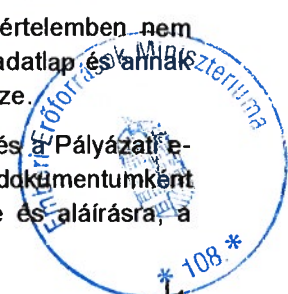 értelemben nem
adatlap és annak
ze.
és a Pályázati e-
dokumentumként
e és aláírásra, a
Emberi Erőforrások Minisztériuma
* 108. *